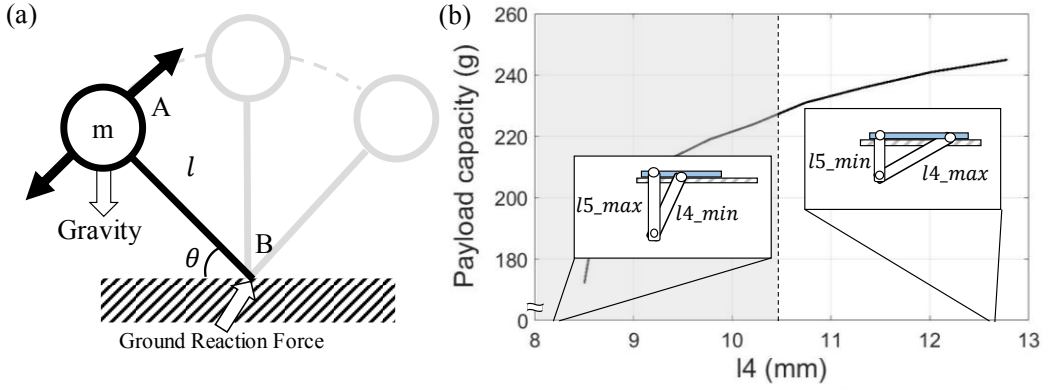 (a)
A
m
l
Gravity
θ
B
Ground Reaction Force
(b)
Payload capacity (g)
260
240
220
200
180
0
8
9
10
11
12
13
l4 (mm)
l5_max
l4_min
l5_min
l4_max